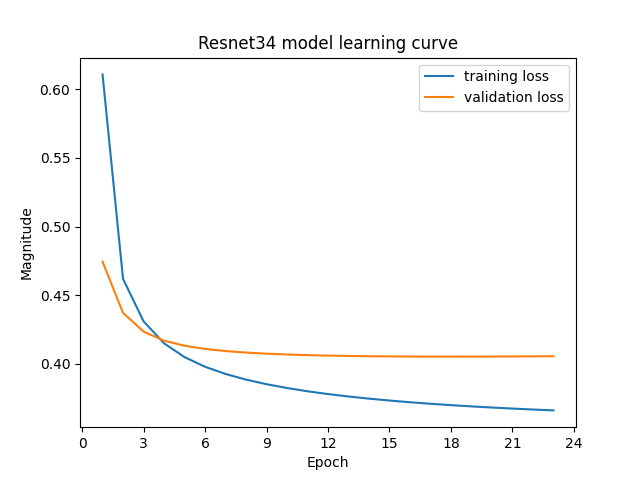 Resnet34 model learning curve
training loss
validation loss
0.60
0.55
0.50
0.45
0.40
Magnitude
0 3 6 9 12 15 18 21 24
Epoch